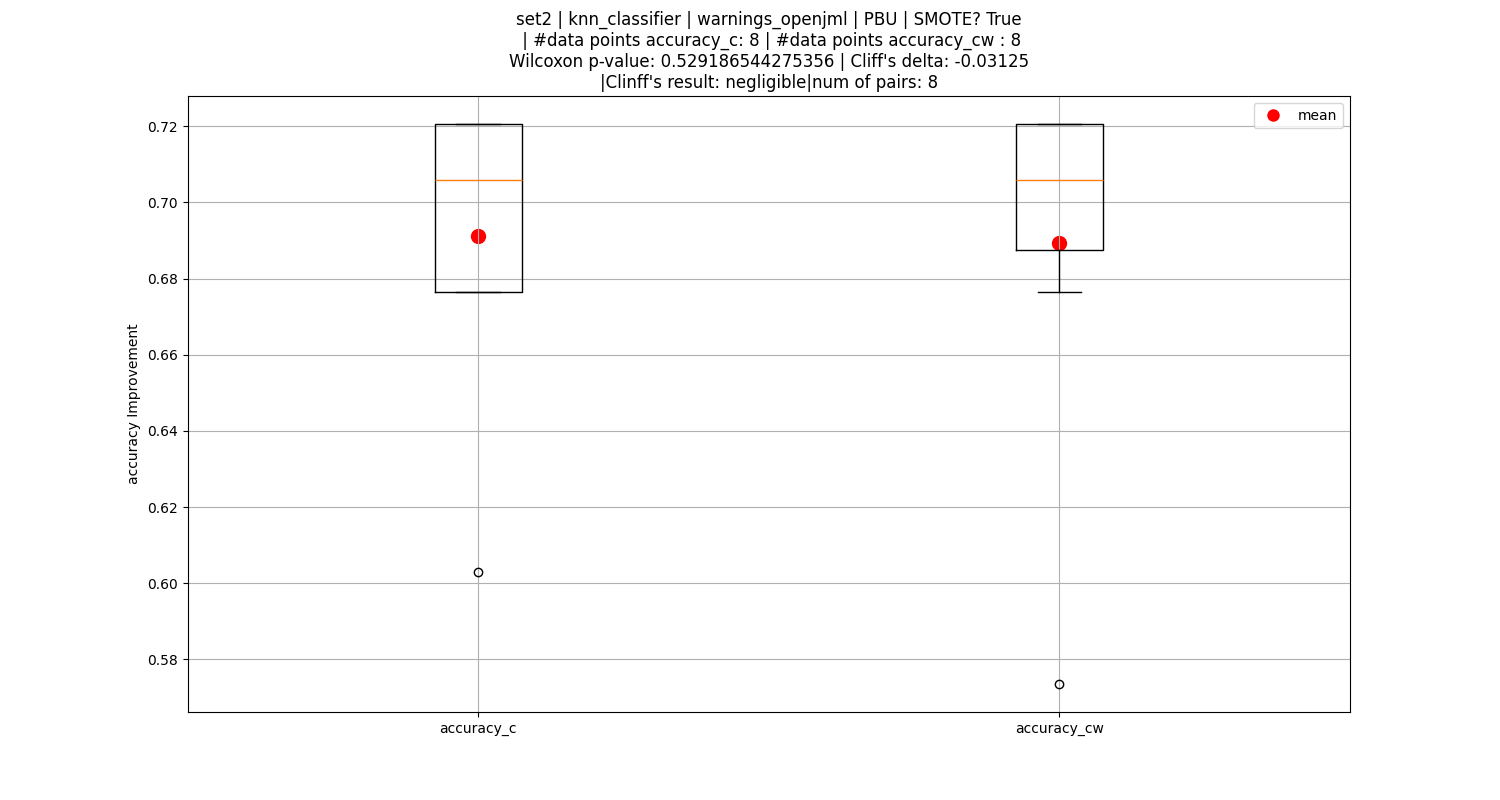 set2 | knn_classifier | warnings_openjml | PBU | SMOTE? True
| #data points accuracy_c: 8 | #data points accuracy_cw : 8
Wilcoxon p-value: 0.529186544275356 | Cliff's delta: -0.03125
|Clinff's result: negligible|num of pairs: 8
mean
0.72
0.70
0.68
0.66
0.64
0.62
0.60
0.58
accuracy Improvement
accuracy_c
accuracy_cw